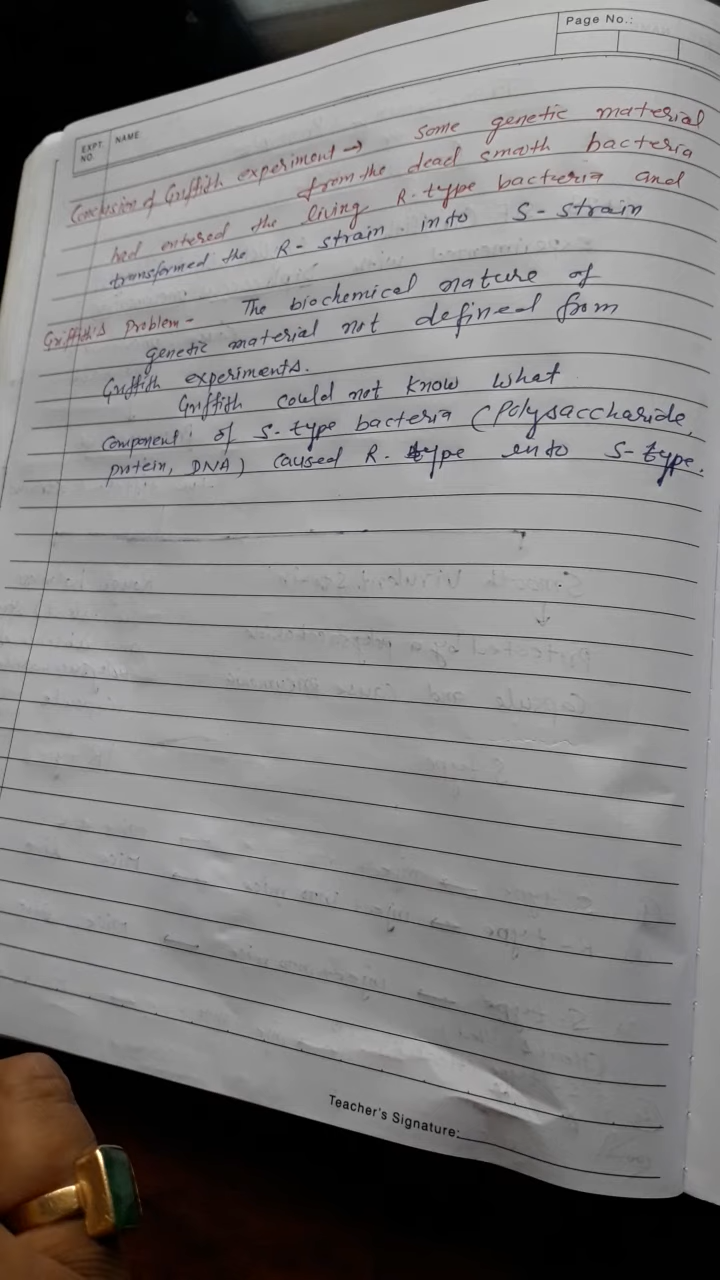 Page No.:
EXPT. NO.
NAME
Conclusion of Griffith experiment → Some genetic material
from the dead smooth bacteria
had entered the living R-type bacteria and
transformed the R-strain into S-strain
Griffith's Problem - The biochemical nature of
genetic material not defined from
Griffith experiments.
Griffith could not know what
component of S-type bacteria (Polysaccharide,
protein, DNA) caused R-type into S-type.
Teacher's Signature: